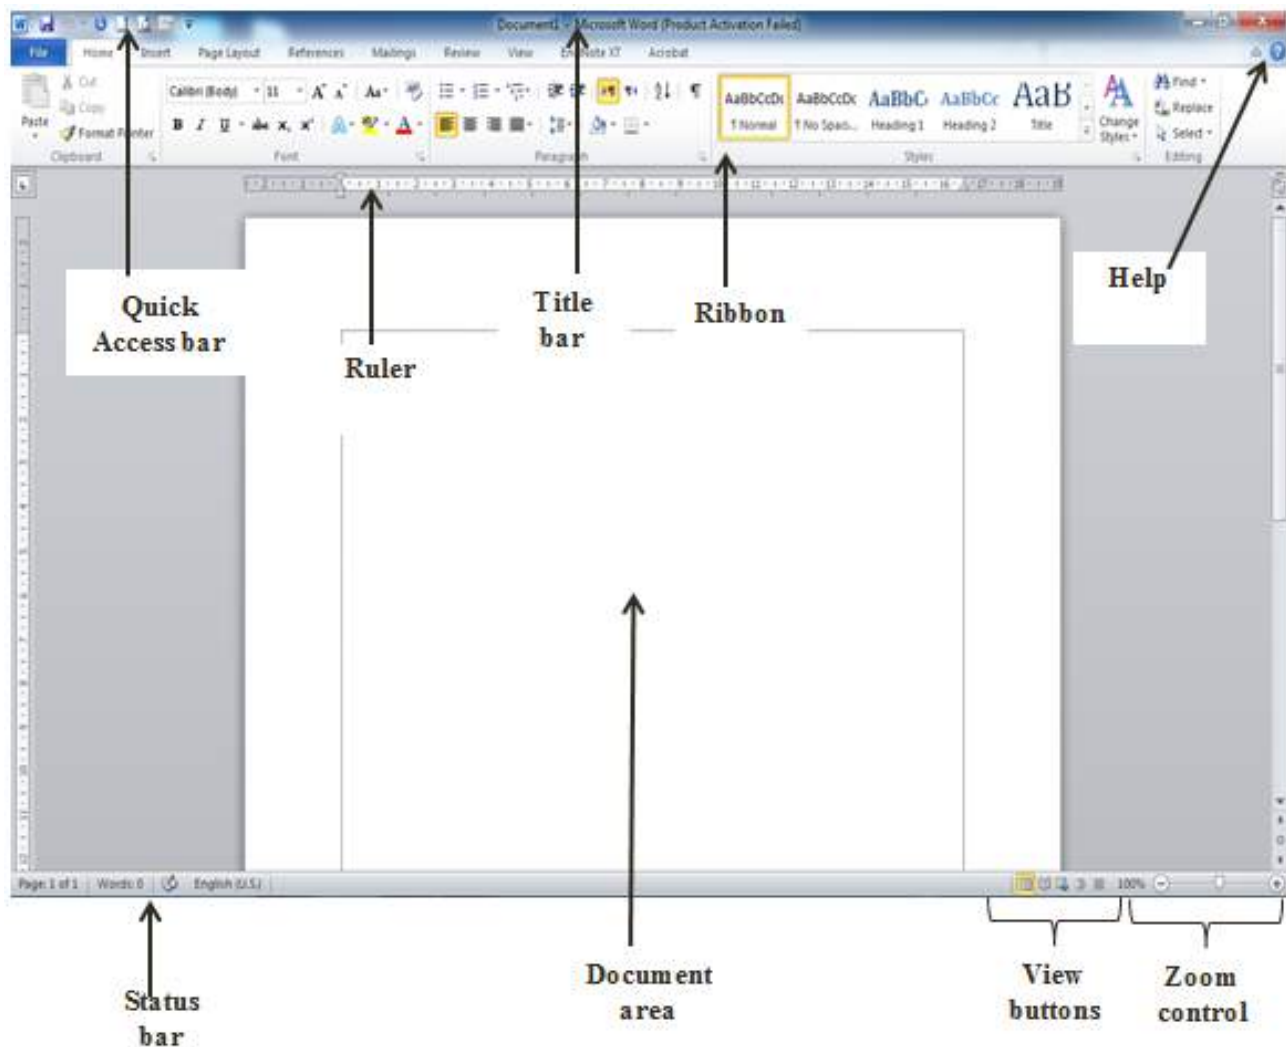 Document1 - Microsoft Word (Product Activation Failed)
File Home Insert Page Layout References Mailings Review View EndNote X7 Acrobat
Cut
Copy
Format Painter
Paste
Clipboard
Calibri (Body) 11
B I U abc
Font
Paragraph
AaBbCcDc AaBbCcDc AaBbC AaBbCc AaB
¶ Normal ¶ No Spaci... Heading 1 Heading 2 Title
Change
Styles
Styles
Find
Replace
Select
Editing
Quick
Access bar
Ruler
Title
bar
Ribbon
Help
Page: 1 of 1 Words: 0 English (U.S.) 100%
Status
bar
Document
area
View
buttons
Zoom
control